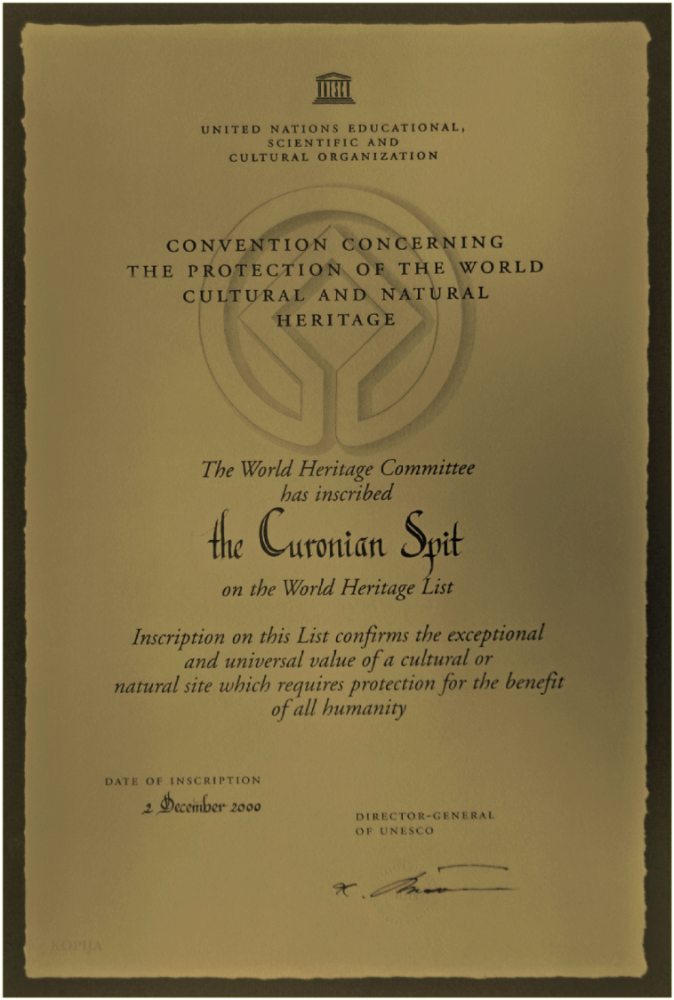 UNESCO
UNITED NATIONS EDUCATIONAL,
SCIENTIFIC AND
CULTURAL ORGANIZATION
CONVENTION CONCERNING
THE PROTECTION OF THE WORLD
CULTURAL AND NATURAL
HERITAGE
The World Heritage Committee
has inscribed
the Curonian Spit
on the World Heritage List
Inscription on this List confirms the exceptional
and universal value of a cultural or
natural site which requires protection for the benefit
of all humanity
DATE OF INSCRIPTION
2 December 2000
DIRECTOR-GENERAL
OF UNESCO
KOPIJA